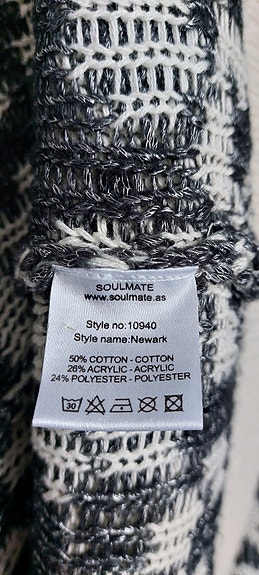 SOULMATE
www.soulmate.as
Style no:10940
Style name:Newark
50% COTTON - COTTON
26% ACRYLIC - ACRYLIC
24% POLYESTER - POLYESTER
30